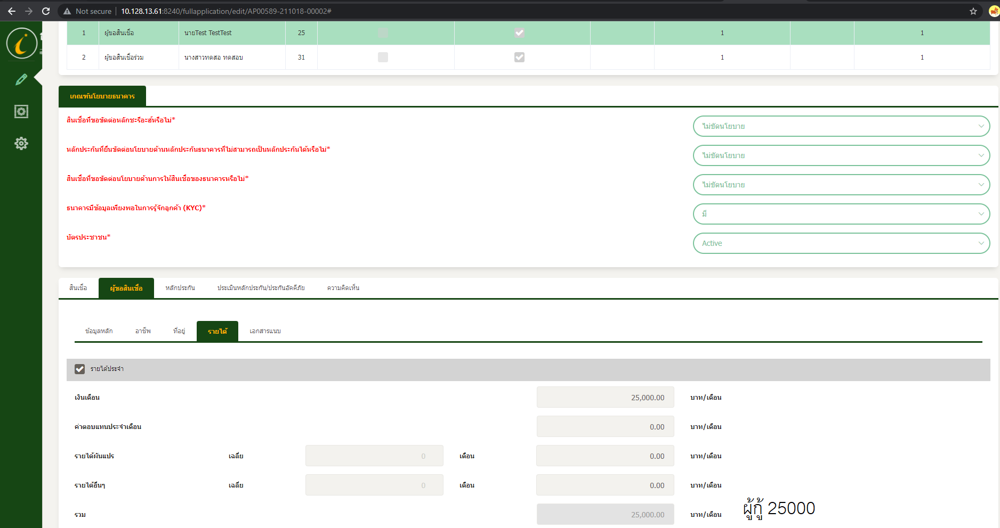 Not secure 10.128.13.61:8240/fullapplication/edit/AP00589-211018-00002#
1 ผู้ขอสินเชื่อ นายTest TestTest 25 1 1
2 ผู้ขอสินเชื่อร่วม นางสาวทดสอ ทดสอบ 31 1 1
เกณฑ์นโยบายธนาคาร
สินเชื่อที่ขอขัดต่อหลักชะรีอะฮ์หรือไม่* ไม่ขัดนโยบาย
หลักประกันที่ยื่นขัดต่อนโยบายด้านหลักประกันธนาคารที่ไม่สามารถเป็นหลักประกันได้หรือไม่* ไม่ขัดนโยบาย
สินเชื่อที่ขอขัดต่อนโยบายด้านการให้สินเชื่อของธนาคารหรือไม่* ไม่ขัดนโยบาย
ธนาคารมีข้อมูลเพียงพอในการรู้จักลูกค้า (KYC)* มี
บัตรประชาชน* Active
สินเชื่อ ผู้ขอสินเชื่อ หลักประกัน ประเมินหลักประกัน/ประกันอัคคีภัย ความคิดเห็น
ข้อมูลหลัก อาชีพ ที่อยู่ รายได้ เอกสารแนบ
รายได้ประจำ
เงินเดือน 25,000.00 บาท/เดือน
ค่าตอบแทนประจำเดือน 0.00 บาท/เดือน
รายได้ผันแปร เฉลี่ย 0 เดือน 0.00 บาท/เดือน
รายได้อื่นๆ เฉลี่ย 0 เดือน 0.00 บาท/เดือน
รวม 25,000.00 บาท/เดือน ผู้กู้ 25000